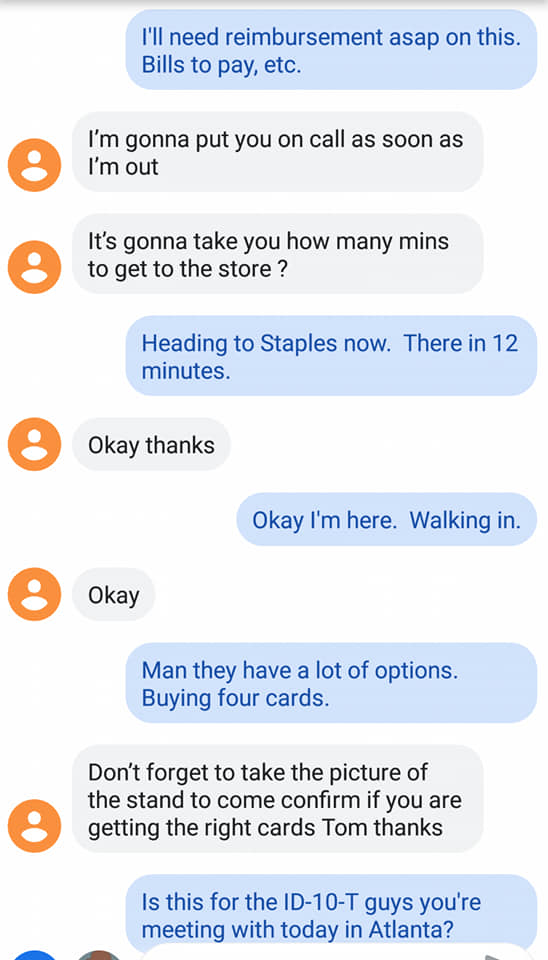 I'll need reimbursement asap on this.
Bills to pay, etc.
I’m gonna put you on call as soon as
I’m out
It’s gonna take you how many mins
to get to the store ?
Heading to Staples now.  There in 12
minutes.
Okay thanks
Okay I'm here.  Walking in.
Okay
Man they have a lot of options.
Buying four cards.
Don’t forget to take the picture of
the stand to come confirm if you are
getting the right cards Tom thanks
Is this for the ID-10-T guys you're
meeting with today in Atlanta?